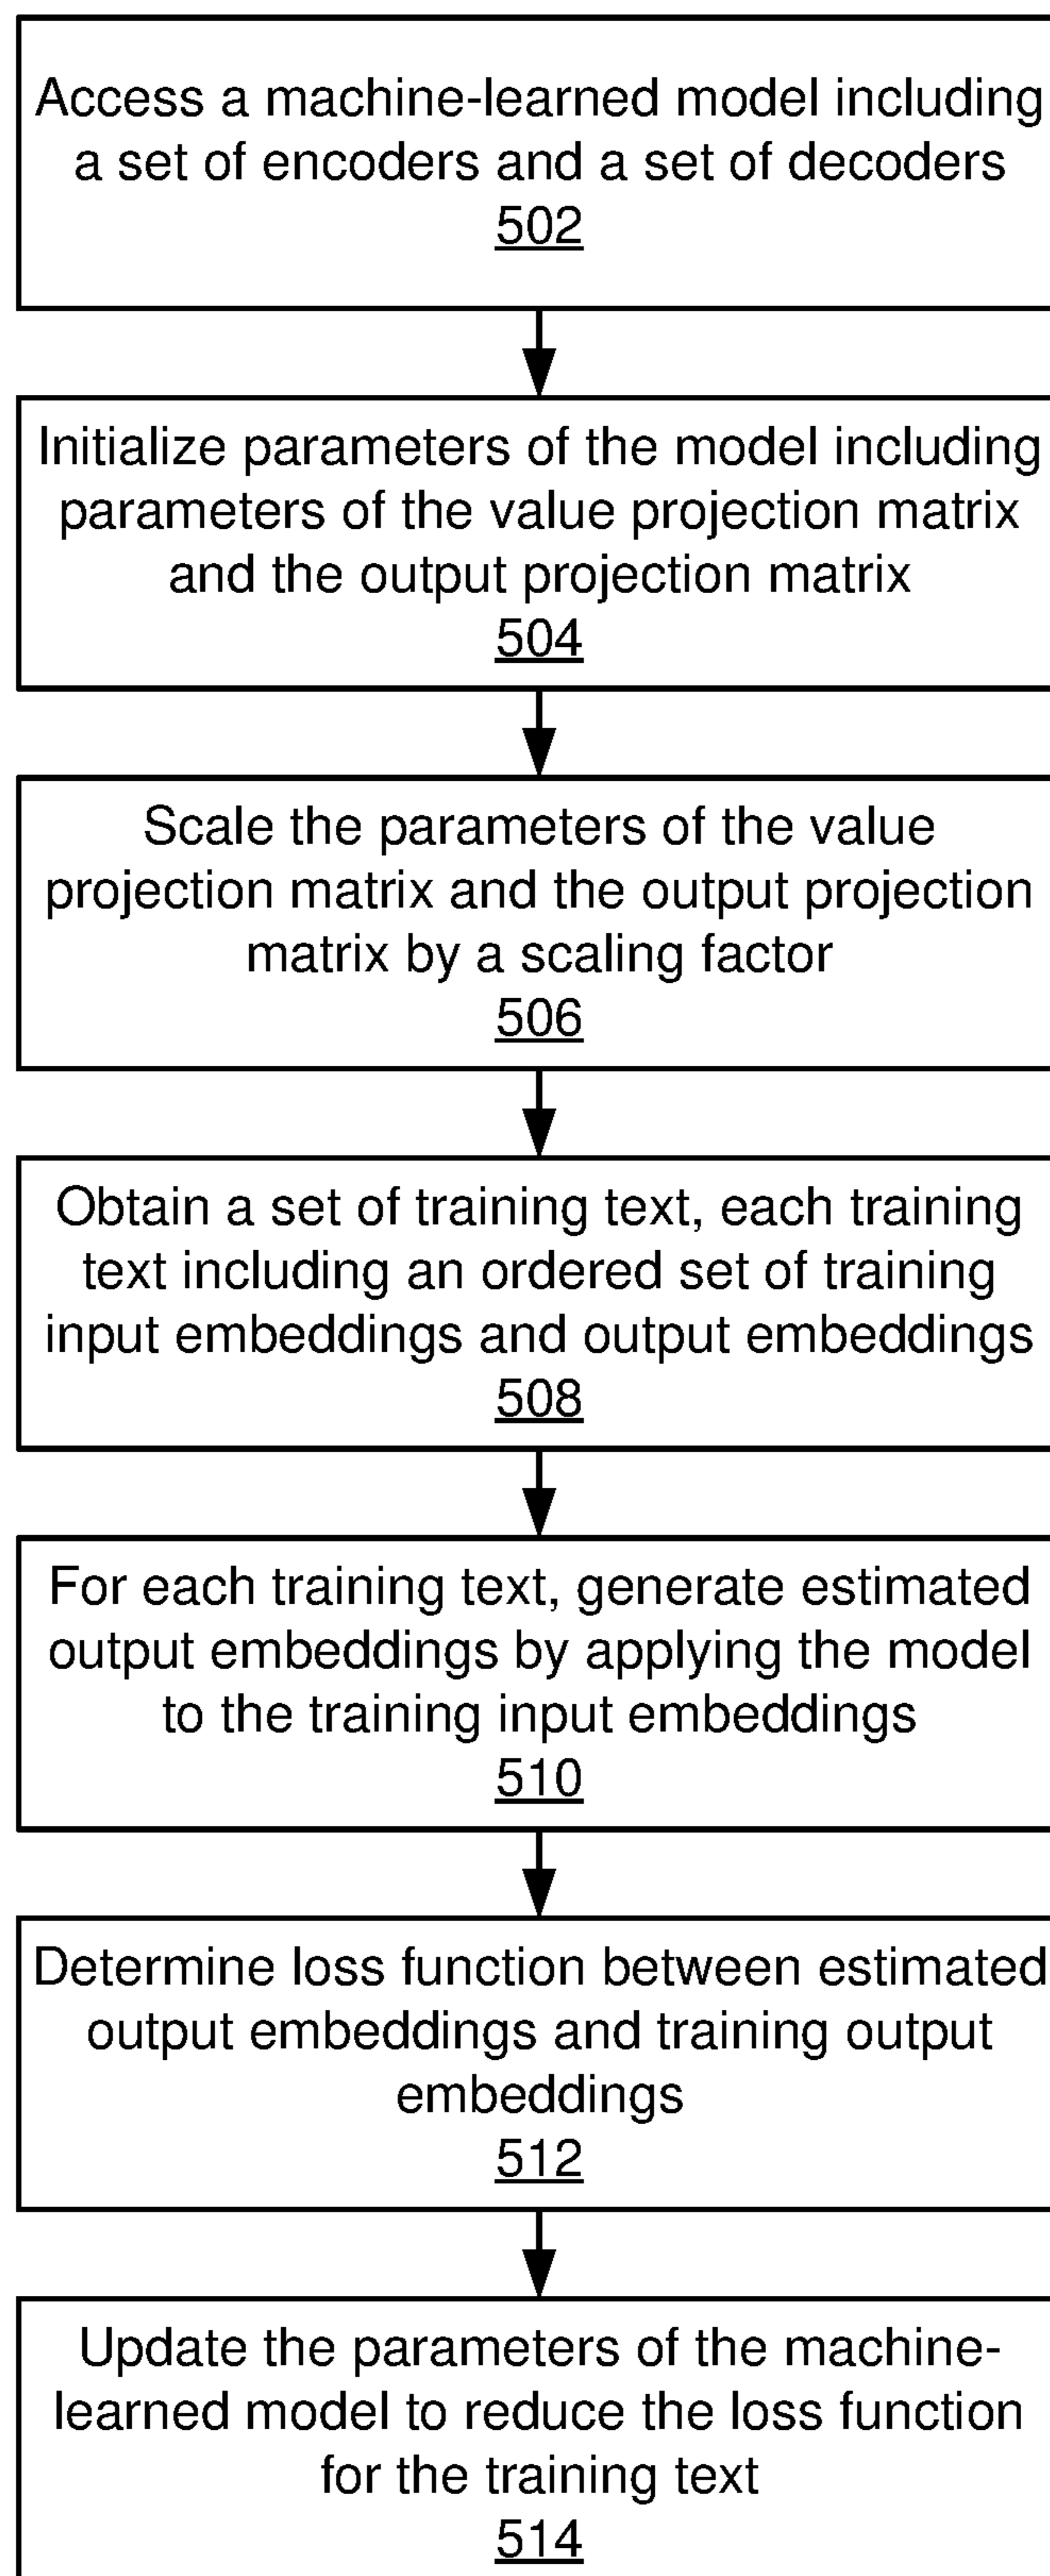 Access a machine-learned model including
a set of encoders and a set of decoders
502
Initialize parameters of the model including
parameters of the value projection matrix
and the output projection matrix
504
Scale the parameters of the value
projection matrix and the output projection
matrix by a scaling factor
506
Obtain a set of training text, each training
text including an ordered set of training
input embeddings and output embeddings
508
For each training text, generate estimated
output embeddings by applying the model
to the training input embeddings
510
Determine loss function between estimated
output embeddings and training output
embeddings
512
Update the parameters of the machine-
learned model to reduce the loss function
for the training text
514